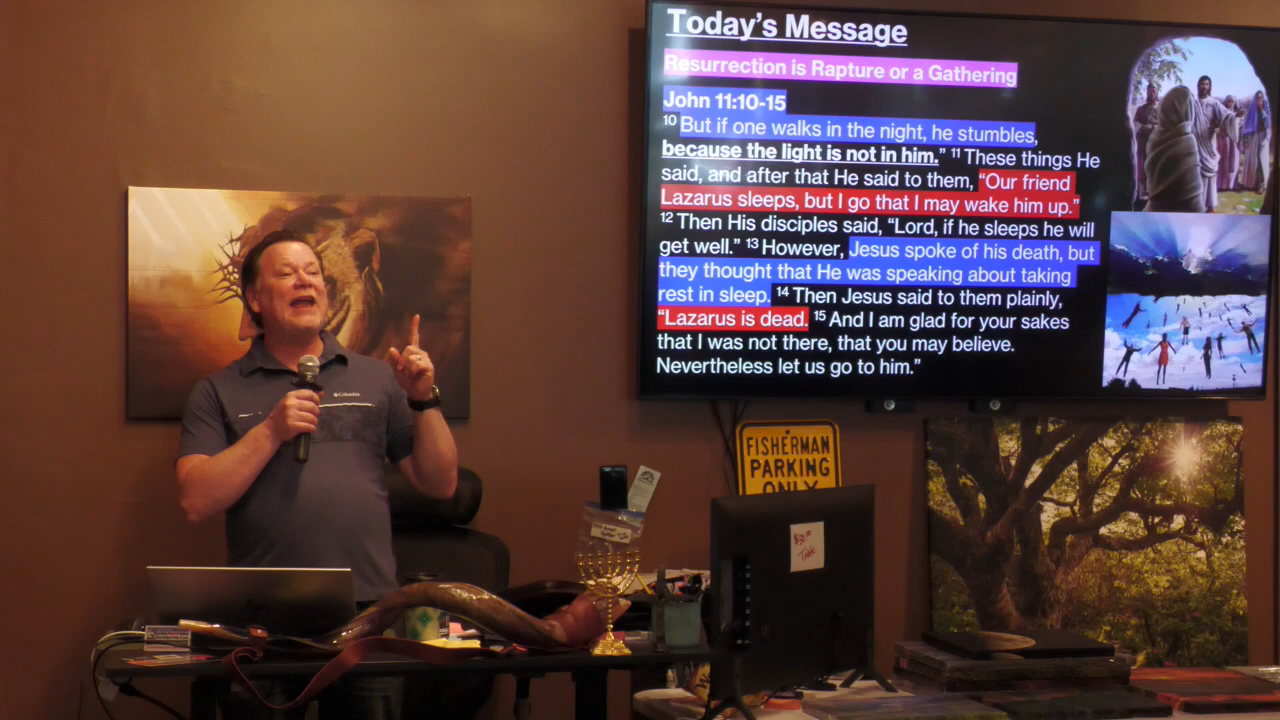 Today's Message
Resurrection is Rapture or a Gathering
John 11:10-15
10 But if one walks in the night, he stumbles,
because the light is not in him.” 11 These things He
said, and after that He said to them, “Our friend
Lazarus sleeps, but I go that I may wake him up.”
12 Then His disciples said, “Lord, if he sleeps he will
get well.” 13 However, Jesus spoke of his death, but
they thought that He was speaking about taking
rest in sleep. 14 Then Jesus said to them plainly,
“Lazarus is dead. 15 And I am glad for your sakes
that I was not there, that you may believe.
Nevertheless let us go to him.”
Columbia
FISHERMAN
PARKING
ONLY
Table